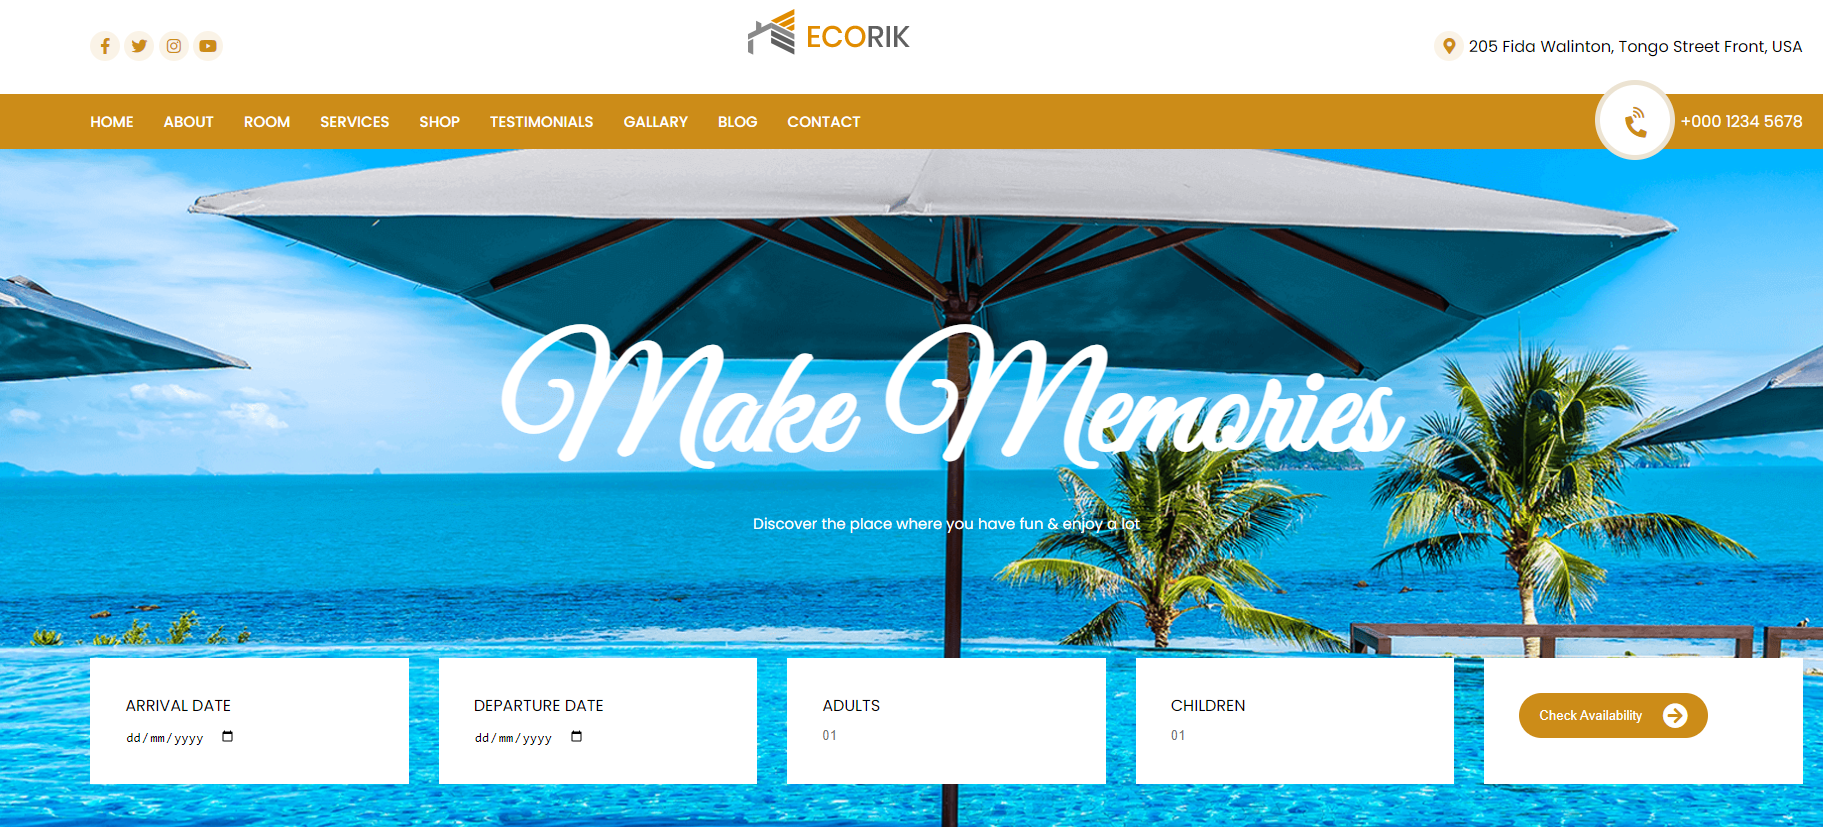 ECORIK
205 Fida Walinton, Tongo Street Front, USA
HOME ABOUT ROOM SERVICES SHOP TESTIMONIALS GALLARY BLOG CONTACT
+000 1234 5678
Make Memories
Discover the place where you have fun & enjoy a lot
ARRIVAL DATE
dd/mm/yyyy
DEPARTURE DATE
dd/mm/yyyy
ADULTS
01
CHILDREN
01
Check Availability